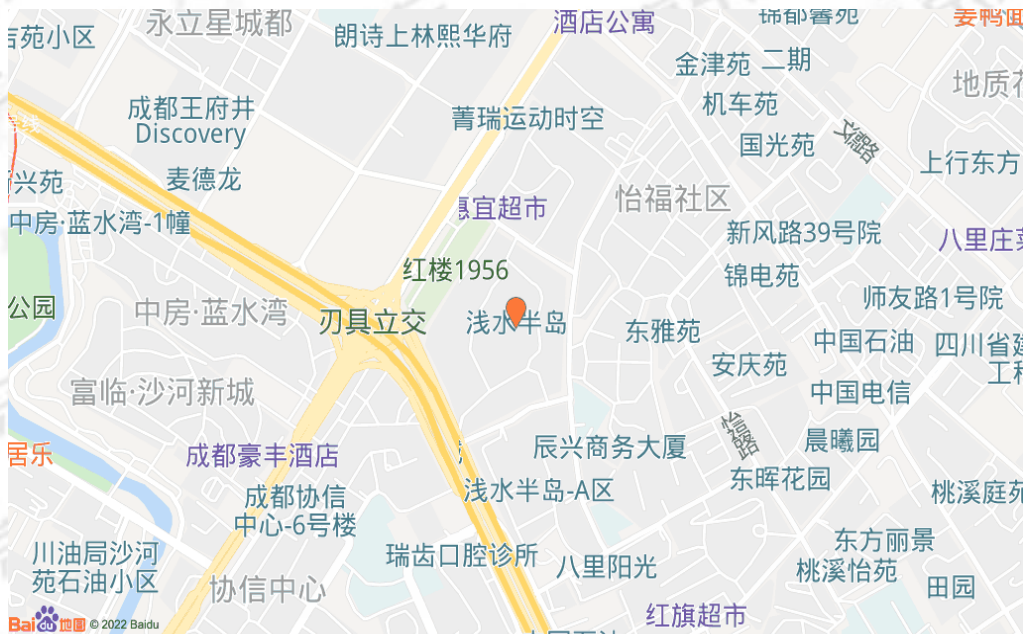 永立星城都
酒店公寓
锦都馨苑
吉苑小区
朗诗上林熙华府
金津苑
二期
地质花
成都王府井
Discovery
机车苑
菁瑞运动时空
国光苑
上行东方
兴苑
麦德龙
怡福社区
惠宜超市
中房·蓝水湾-1幢
新风路39号院
八里庄菜
红楼1956
锦电苑
公园
中房·蓝水湾
师友路1号院
刃具立交
浅水半岛
东雅苑
中国石油
四川省建
工程
安庆苑
富临·沙河新城
中国电信
怡福路
居乐
成都豪丰酒店
辰兴商务大厦
晨曦园
东晖花园
成都协信
中心-6号楼
浅水半岛-A区
桃溪庭苑
川油局沙河
苑石油小区
瑞齿口腔诊所
八里阳光
东方丽景
桃溪怡苑
协信中心
田园
红旗超市
Bai du 地图 © 2022 Baidu